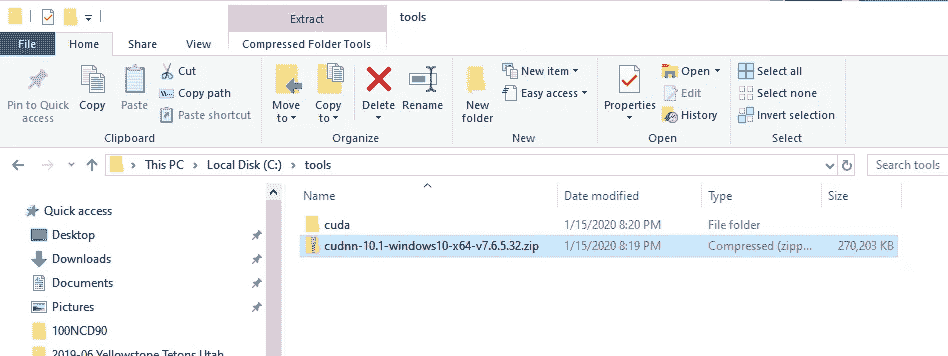 Extract tools
File Home Share View Compressed Folder Tools
Pin to Quick access
Copy
Paste
Cut
Copy path
Paste shortcut
Clipboard
Move to
Copy to
Delete
Rename
Organize
New folder
New item
Easy access
New
Properties
Open
Edit
History
Open
Select all
Select none
Invert selection
Select
This PC Local Disk (C:) tools Search tools
Name Date modified Type Size
Quick access
Desktop
Downloads
Documents
Pictures
100NCD90
2019-06 Yellowstone Tetons Utah
cuda 1/15/2020 8:20 PM File folder
cudnn-10.1-windows10-x64-v7.6.5.32.zip 1/15/2020 8:19 PM Compressed (zipp... 270,203 KB